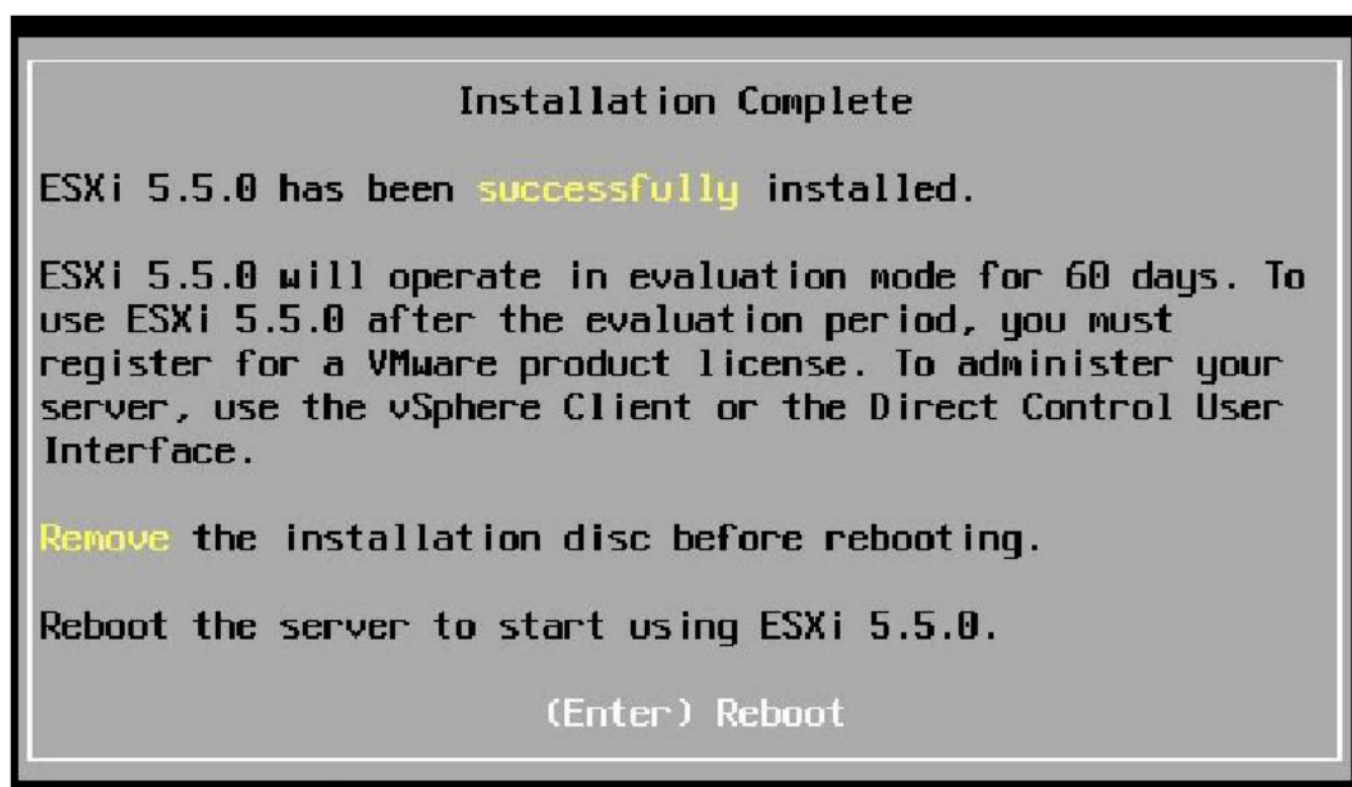 Installation Complete
ESXi 5.5.0 has been successfully installed.
ESXi 5.5.0 will operate in evaluation mode for 60 days. To
use ESXi 5.5.0 after the evaluation period, you must
register for a VMware product license. To administer your
server, use the vSphere Client or the Direct Control User
Interface.
Remove the installation disc before rebooting.
Reboot the server to start using ESXi 5.5.0.
(Enter) Reboot